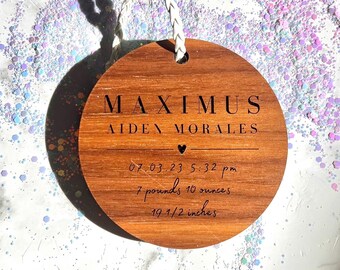 MAXIMUS
AIDEN MORALES
07.03.23 5:32 pm
7 pounds 10 ounces
19 1/2 inches